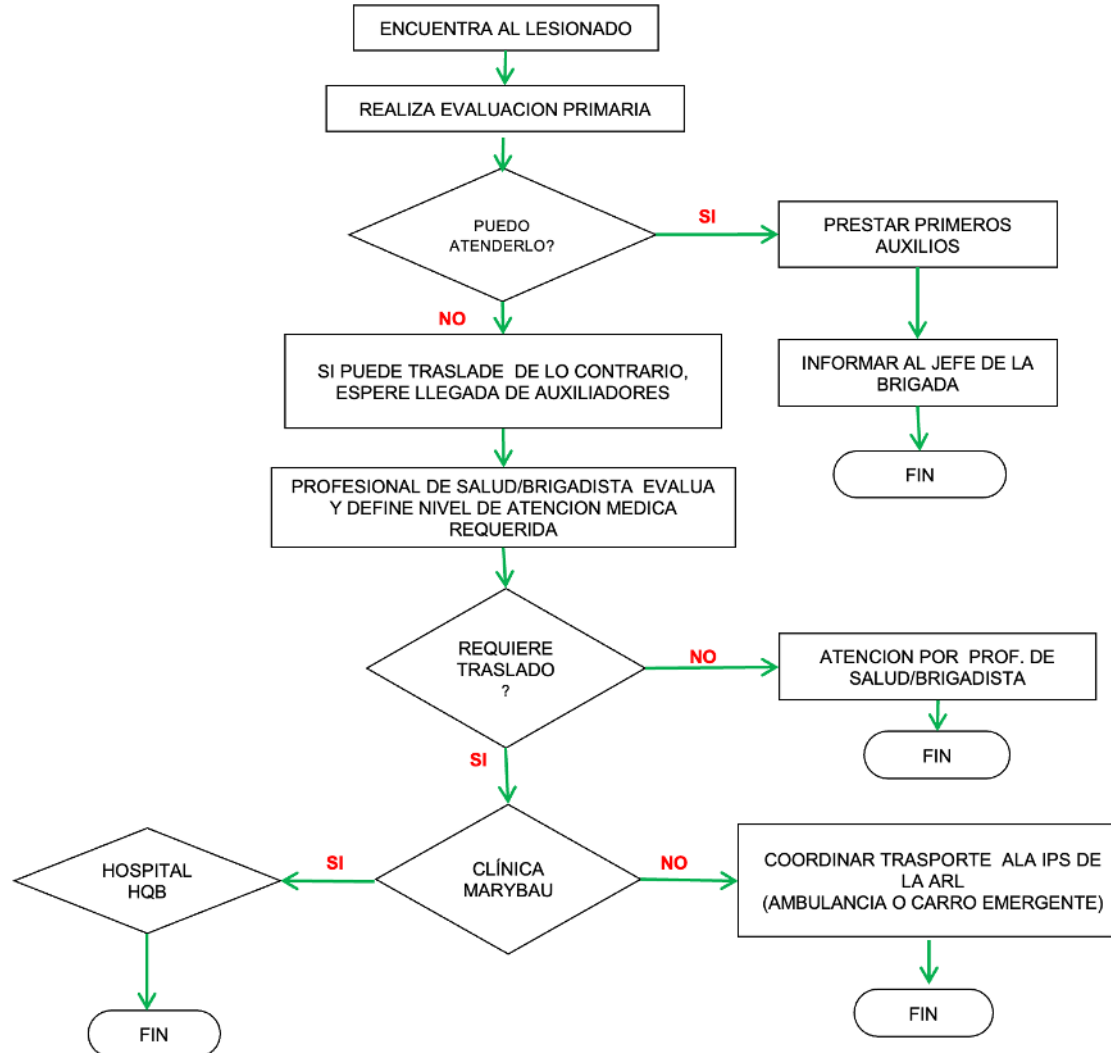 ENCUENTRA AL LESIONADO
REALIZA EVALUACION PRIMARIA
PUEDO
ATENDERLO?
SI
PRESTAR PRIMEROS
AUXILIOS
NO
SI PUEDE TRASLADE DE LO CONTRARIO,
ESPERE LLEGADA DE AUXILIADORES
INFORMAR AL JEFE DE LA
BRIGADA
FIN
PROFESIONAL DE SALUD/BRIGADISTA EVALUA
Y DEFINE NIVEL DE ATENCION MEDICA
REQUERIDA
REQUIERE
TRASLADO
?
NO
ATENCION POR PROF. DE
SALUD/BRIGADISTA
FIN
SI
CLÍNICA
MARYBAU
SI
HOSPITAL
HQB
FIN
NO
COORDINAR TRASPORTE ALA IPS DE
LA ARL
(AMBULANCIA O CARRO EMERGENTE)
FIN